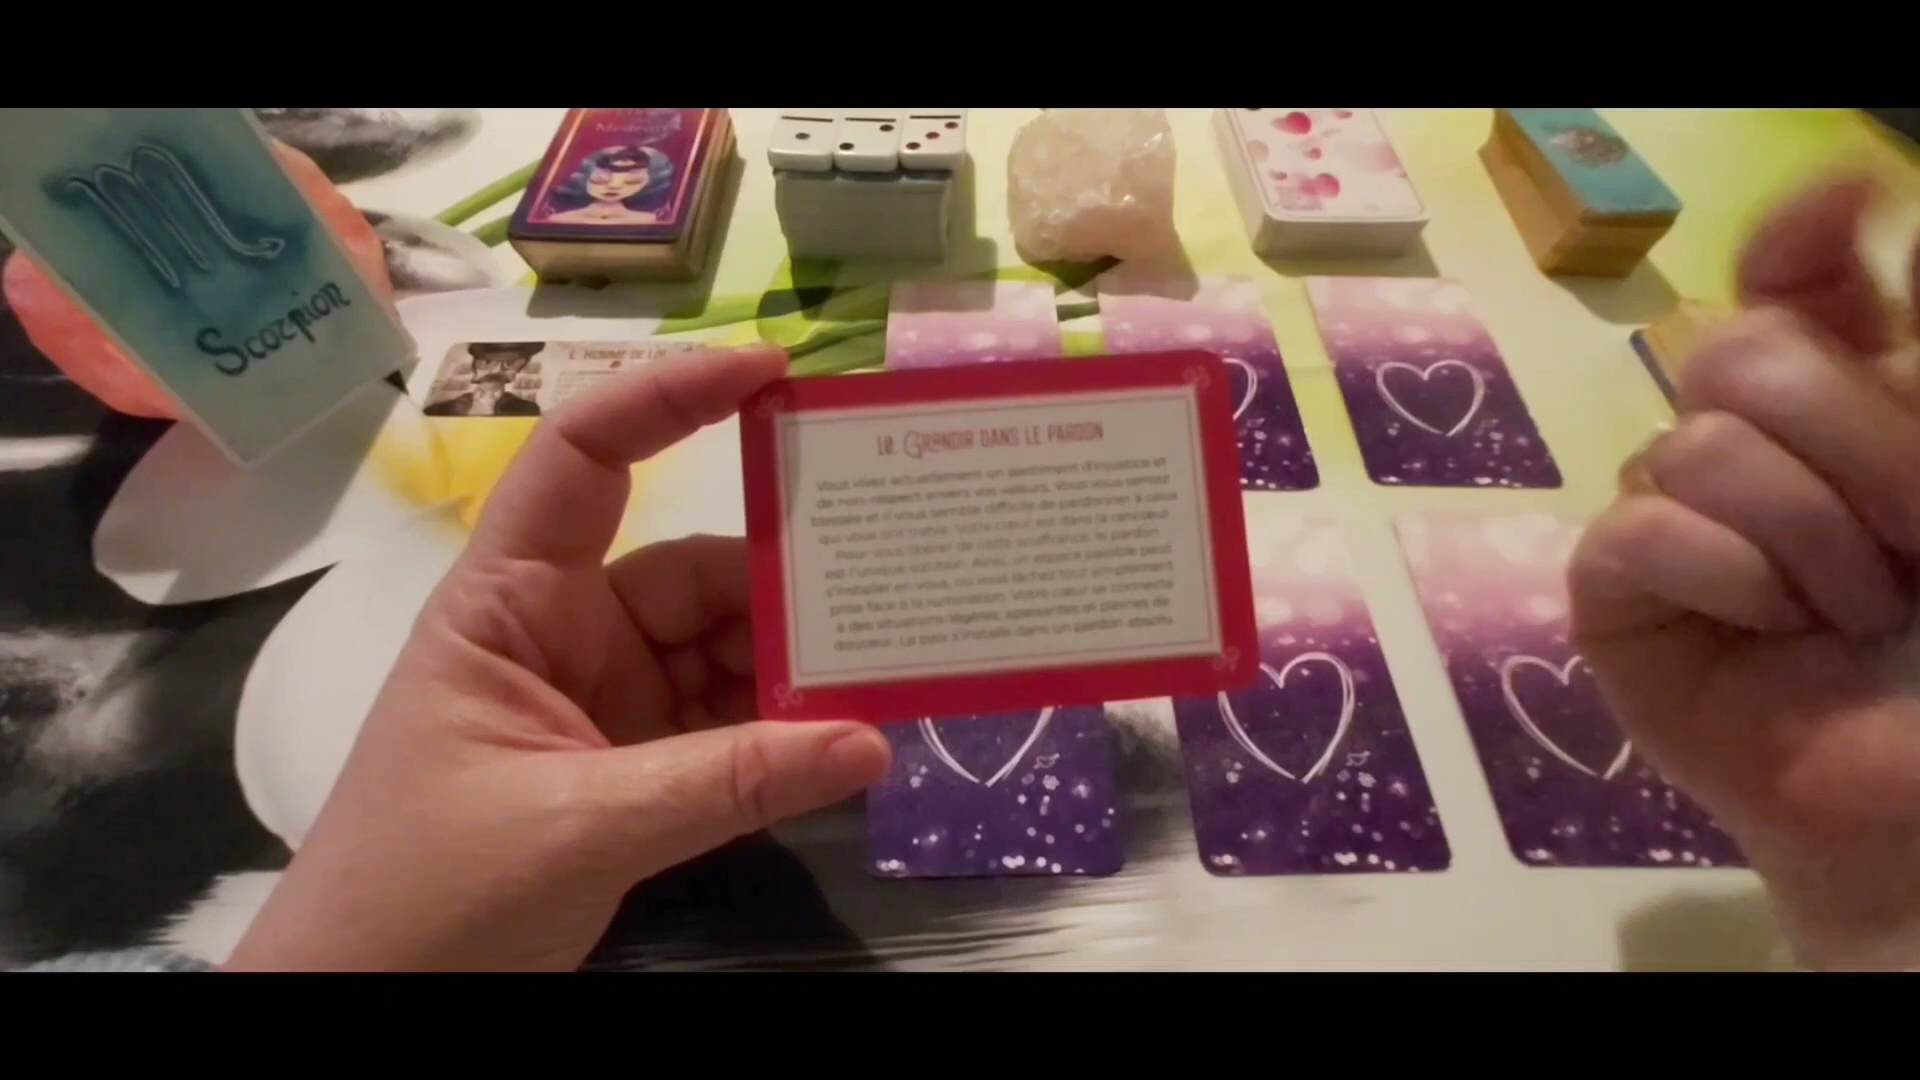 Scorpion
L'HOMME DE LOI
10. GRANDIR DANS LE PARDON
Vous vivez actuellement un sentiment d'injustice et
de non-respect envers vos valeurs. Vous vous sentez
blessée et il vous semble difficile de pardonner à ceux
qui vous ont trahie. Votre cœur est dans la rancœur.
Pour vous libérer de cette souffrance, le pardon
est l'unique solution. Ainsi, un espace paisible peut
s'installer en vous, où vous lâchez tout simplement
prise face à la rumination. Votre cœur se connecte
à des situations légères, apaisantes et pleines de
douceur. La paix s'installe dans un pardon absolu.